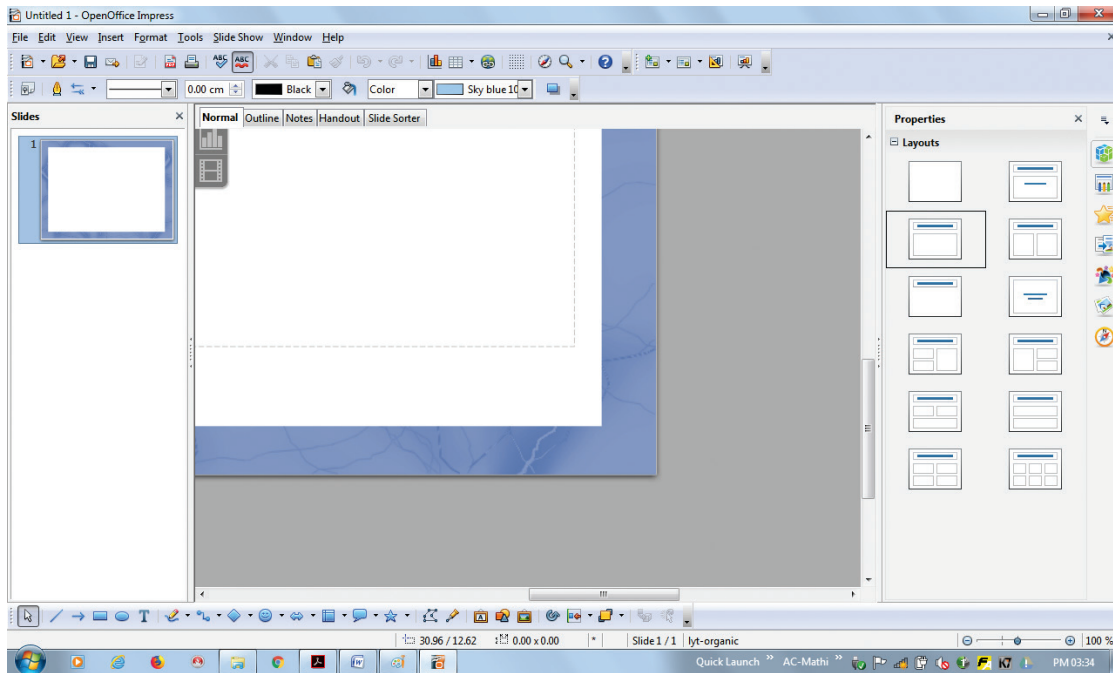 Untitled 1 - OpenOffice Impress
File Edit View Insert Format Tools Slide Show Window Help
0.00 cm Black Color Sky blue 10
Slides
Normal Outline Notes Handout Slide Sorter
Properties
Layouts
1
30.96 / 12.62 0.00 x 0.00 * Slide 1 / 1 lyt-organic 100 %
Quick Launch » AC-Mathi » PM 03:34